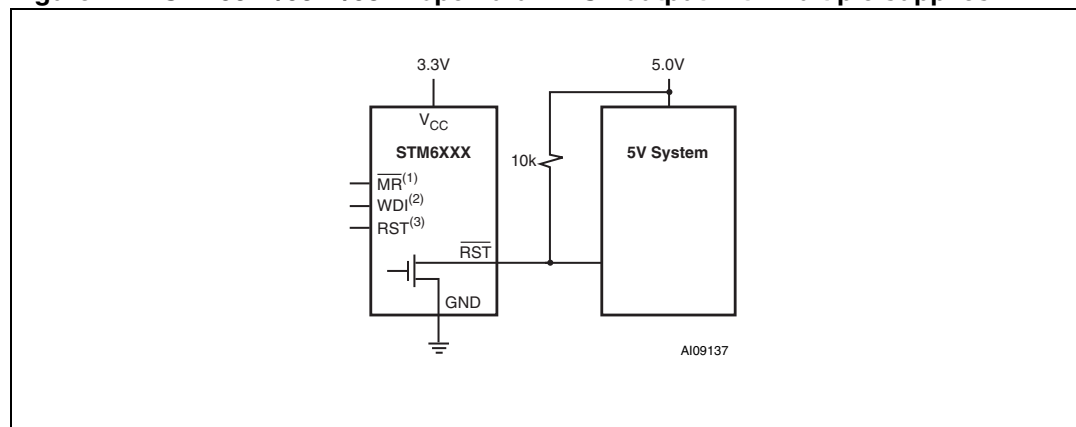 3.3V
5.0V
VCC
STM6XXX
5V System
10k
MR(1)
WDI(2)
RST(3)
RST
GND
AI09137